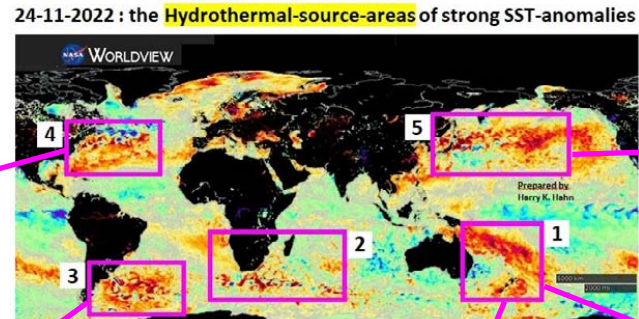 24-11-2022 : the Hydrothermal-source-areas of strong SST-anomalies
NASA WORLDVIEW
4
5
Prepared by
Harry K. Hahn
1
2
3